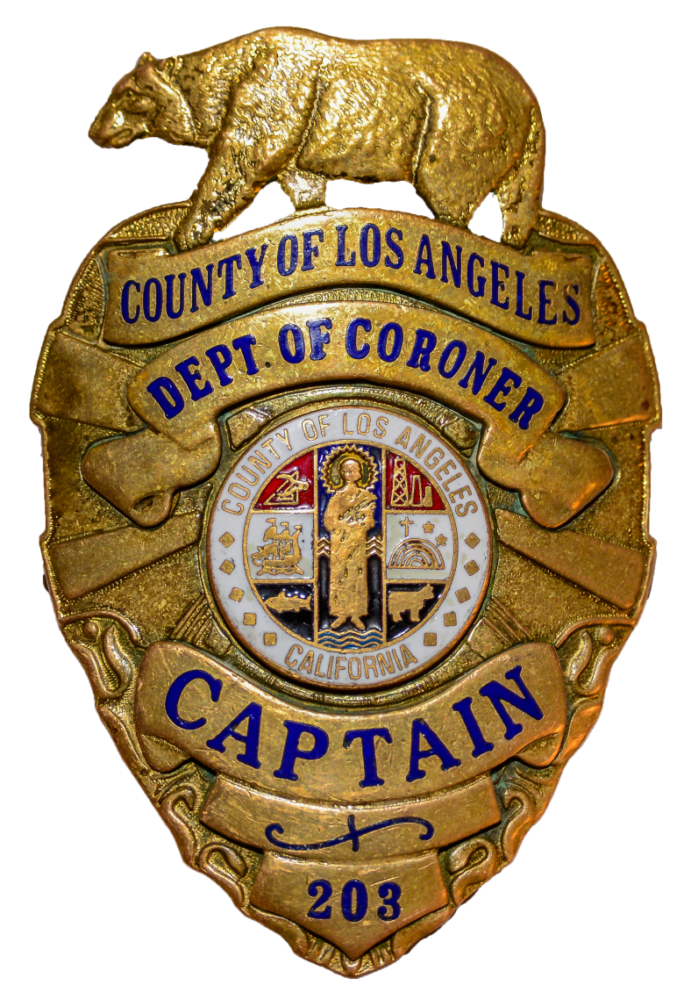 COUNTY OF LOS ANGELES
DEPT. OF CORONER
COUNTY OF LOS ANGELES
CALIFORNIA
CAPTAIN
203